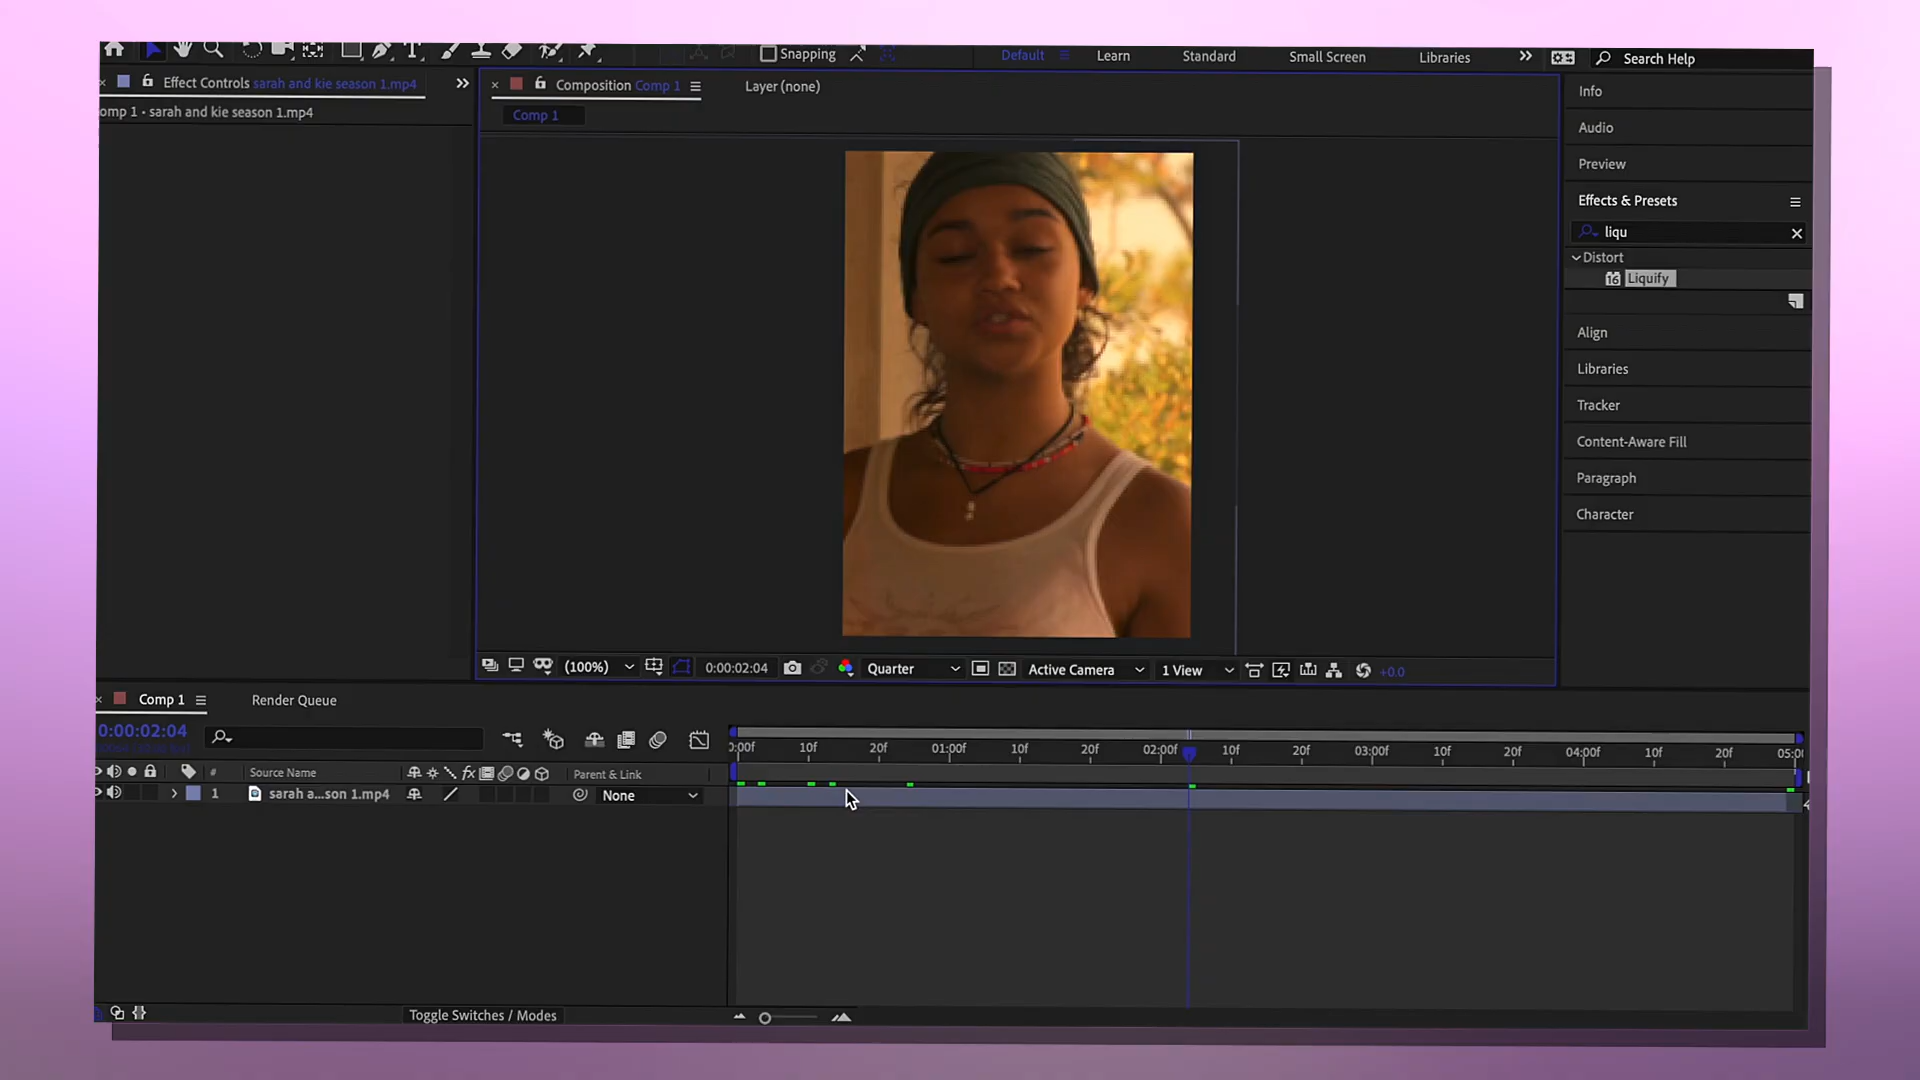 Snapping
Default
Learn
Standard
Small Screen
Libraries
Search Help
Effect Controls sarah and kie season 1.mp4
omp 1 • sarah and kie season 1.mp4
Composition Comp 1
Layer (none)
Comp 1
Info
Audio
Preview
Effects & Presets
liqu
Distort
16 Liquify
Align
Libraries
Tracker
Content-Aware Fill
Paragraph
Character
(100%)
0:00:02:04
Quarter
Active Camera
1 View
+0.0
Comp 1
Render Queue
0:00:02:04
0:00f 10f 20f 01:00f 10f 20f 02:00f 10f 20f 03:00f 10f 20f 04:00f 10f 20f 05:00
# Source Name fx Parent & Link
1 sarah a...son 1.mp4 None
Toggle Switches / Modes